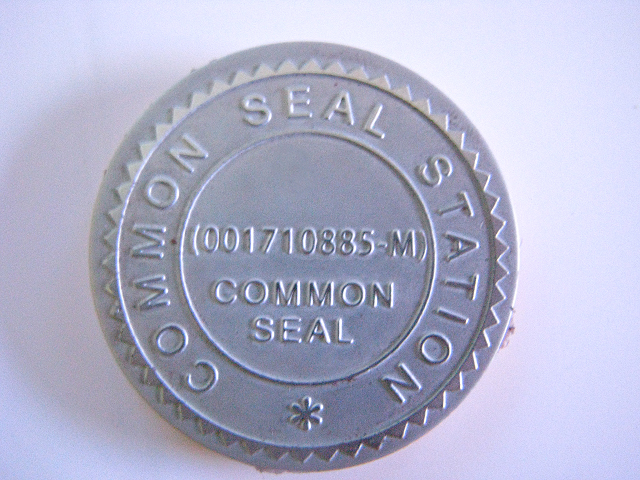 COMMON SEAL STATION
(001710885-M)
COMMON
SEAL
*